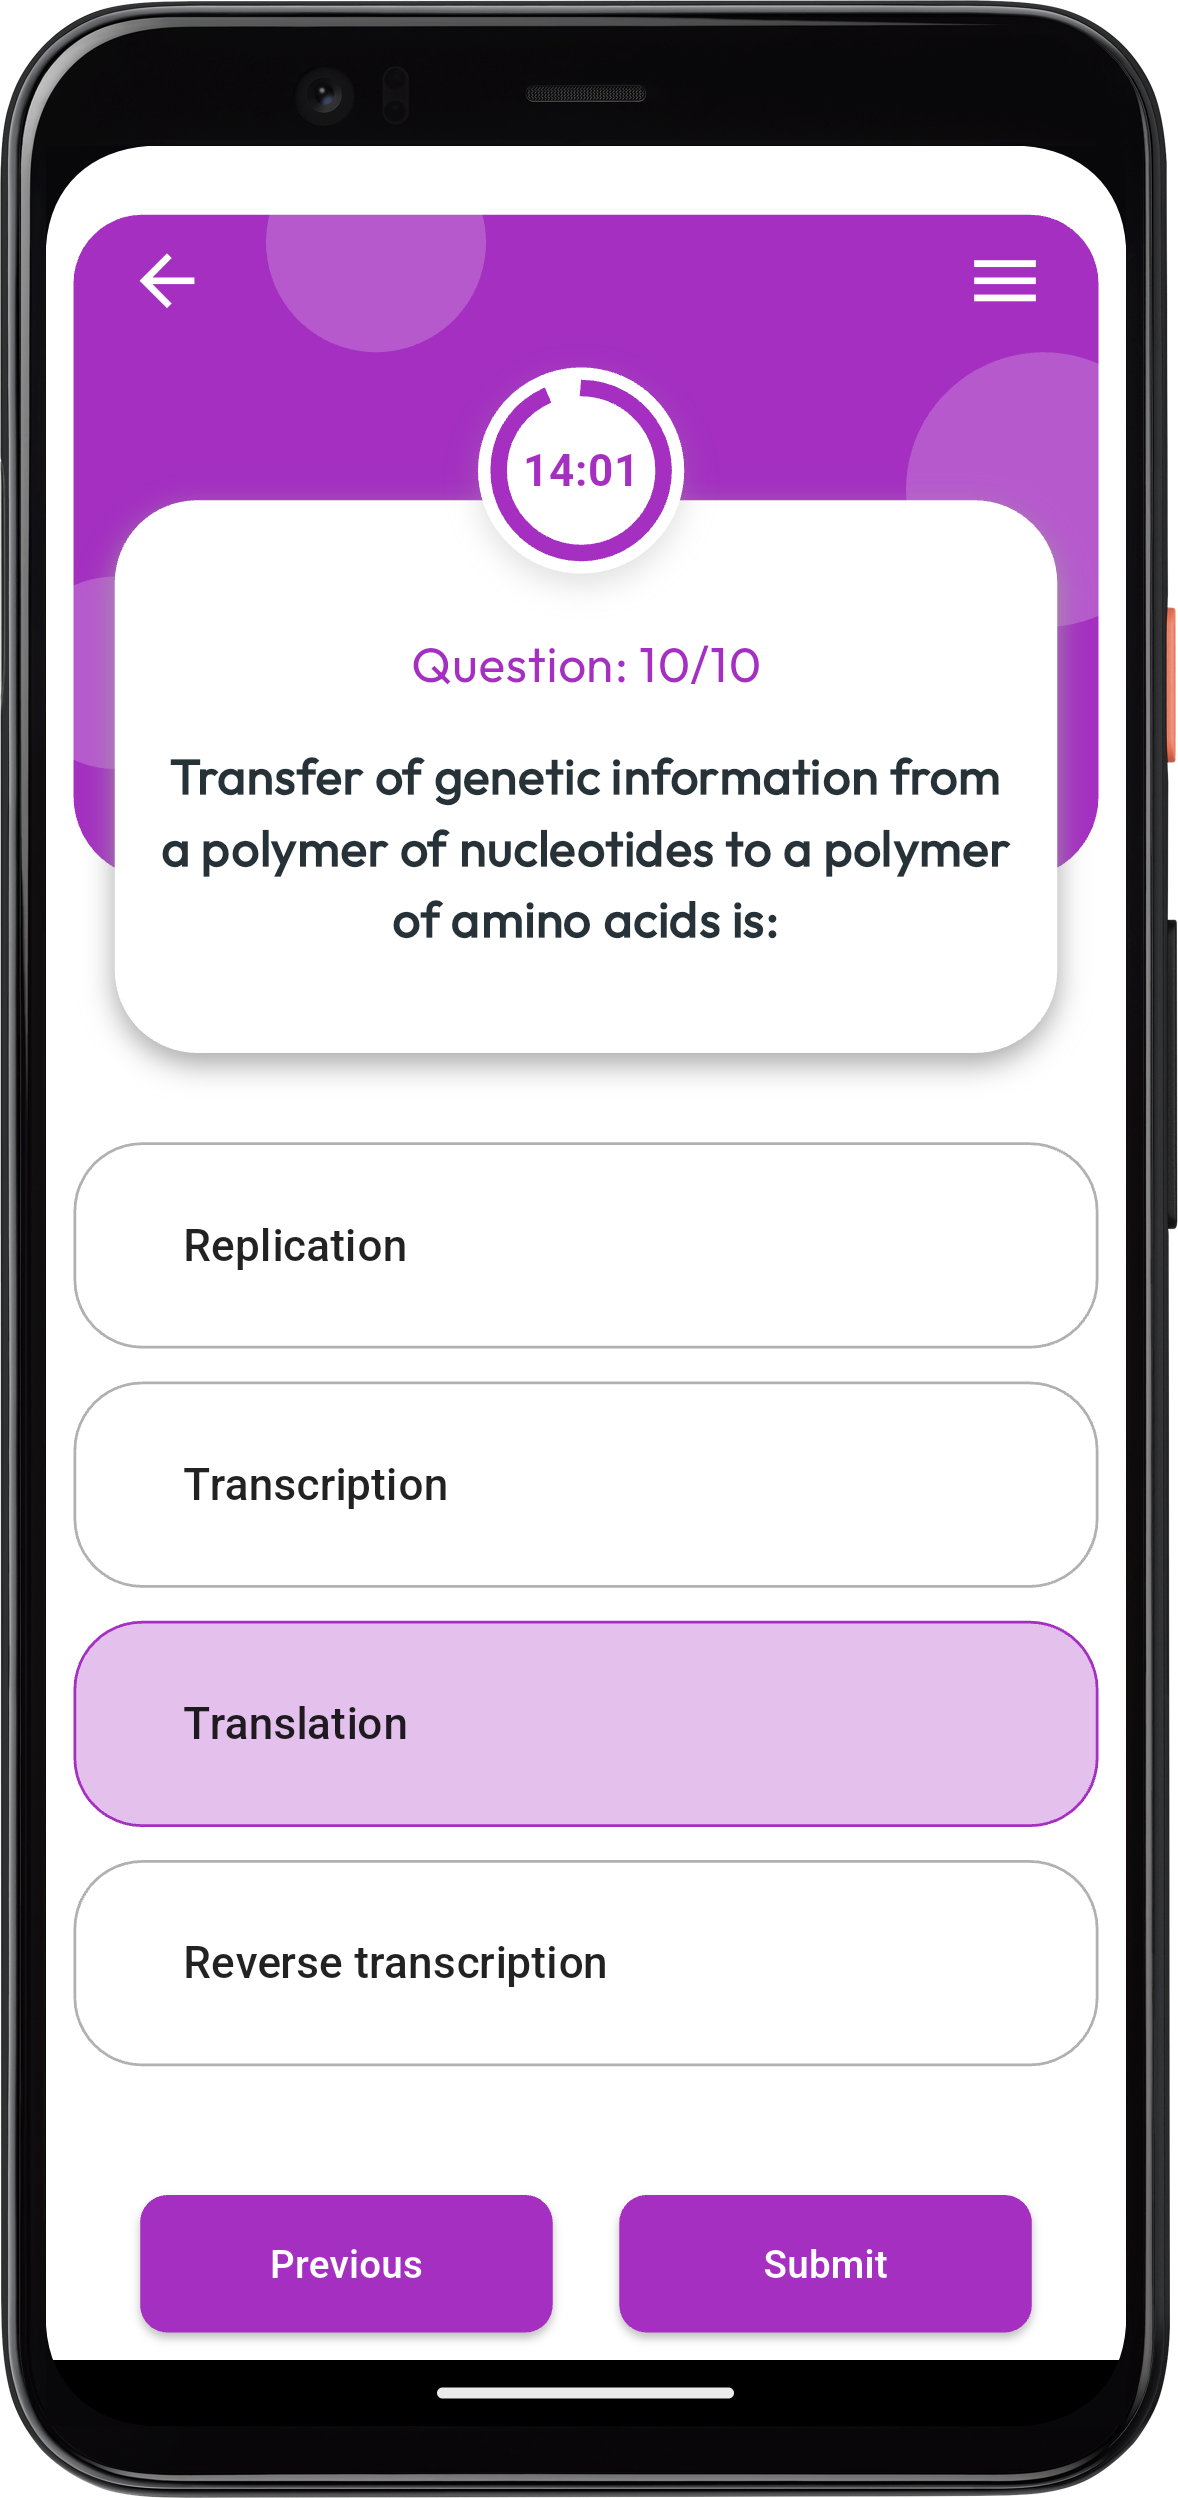 14:01
Question: 10/10
Transfer of genetic information from
a polymer of nucleotides to a polymer
of amino acids is:
Replication
Transcription
Translation
Reverse transcription
Previous
Submit